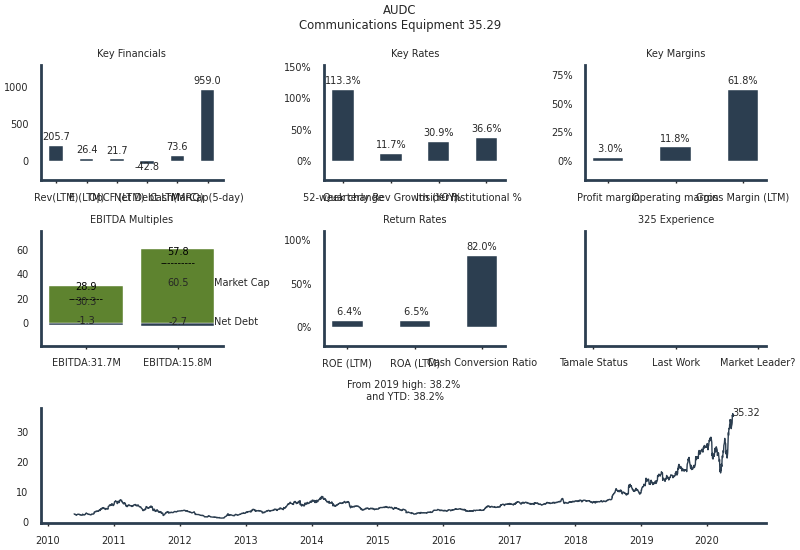 AUDC
Communications Equipment 35.29
Key Financials
1000
500
0
205.7
26.4
21.7
-42.8
73.6
959.0
Key Rates
150%
100%
50%
0%
113.3%
11.7%
30.9%
36.6%
52-week change
Quarterly Rev Growth (YOY)
Institutional %
Key Margins
75%
50%
25%
0%
3.0%
11.8%
61.8%
Profit margin
Operating margin
Gross Margin (LTM)
EBITDA Multiples
60
40
20
0
28.9
----------
30.3
-1.3
57.8
----------
60.5
-2.7
Market Cap
Net Debt
EBITDA:31.7M
EBITDA:15.8M
Return Rates
100%
50%
0%
6.4%
6.5%
82.0%
ROE (LTM)
ROA (LTM)
Cash Conversion Ratio
325 Experience
Tamale Status
Last Work
Market Leader?
From 2019 high: 38.2%
and YTD: 38.2%
30
20
10
0
35.32
2010 2011 2012 2013 2014 2015 2016 2017 2018 2019 2020